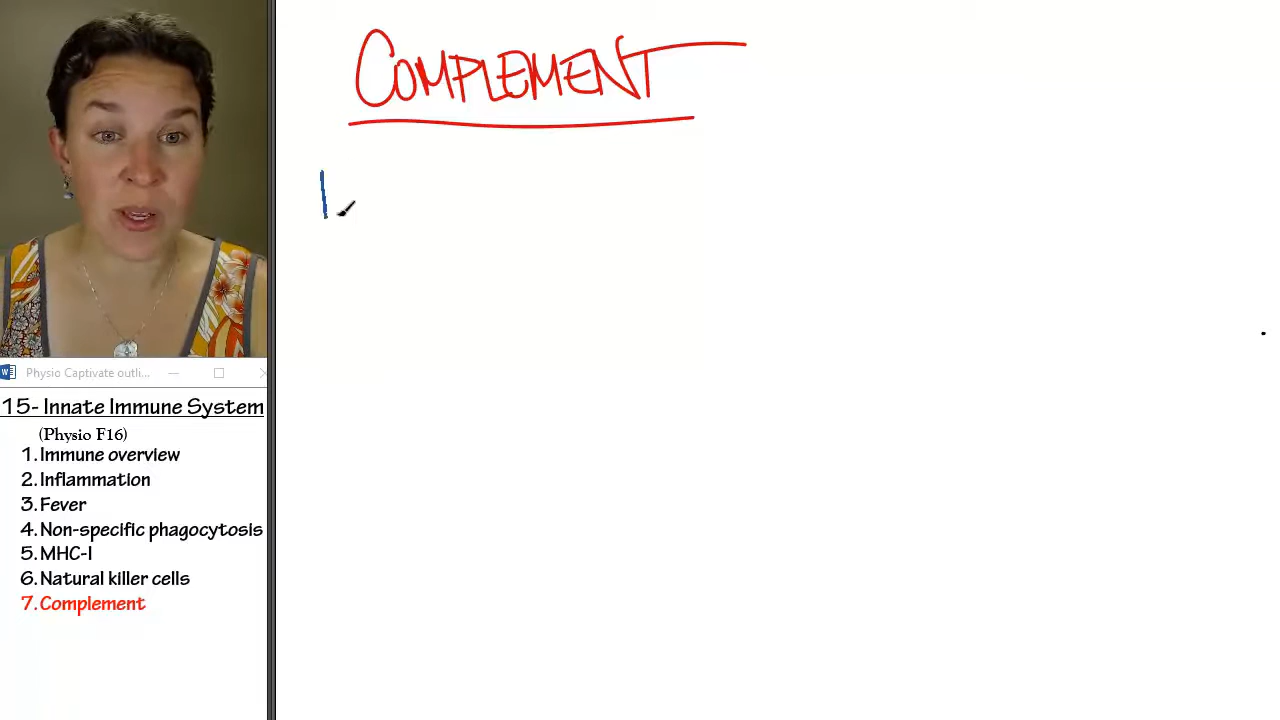 COMPLEMENT
Physio Captivate outli...
15- Innate Immune System
(Physio F16)
1. Immune overview
2. Inflammation
3. Fever
4. Non-specific phagocytosis
5. MHC-I
6. Natural killer cells
7. Complement